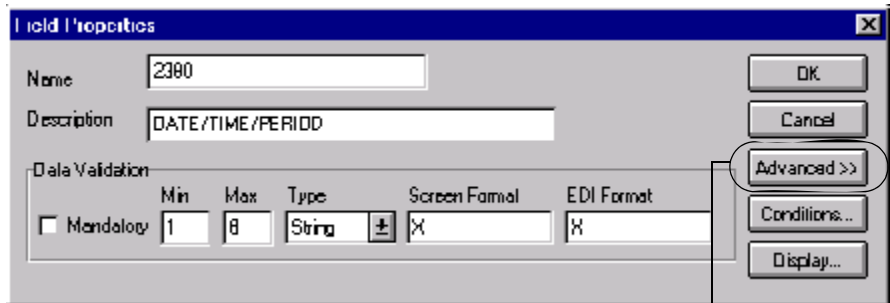 Field Properties
Name 2380 OK
Description DATE/TIME/PERIOD Cancel
Data Validation Advanced >>
Min Max Type Screen Format EDI Format
Mandatory 1 8 String X X Conditions...
Display...